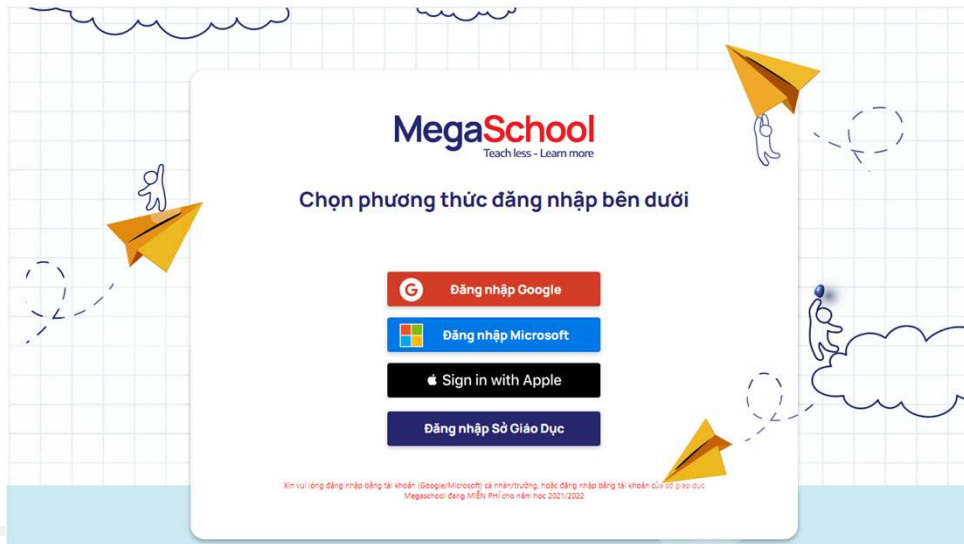 MegaSchool
Teach less - Learn more
Chọn phương thức đăng nhập bên dưới
G
Đăng nhập Google
Đăng nhập Microsoft
Sign in with Apple
Đăng nhập Sở Giáo Dục
Xin vui lòng đăng nhập bằng tài khoản (Google/Microsoft) cá nhân/trường, hoặc đăng nhập bằng tài khoản của sở giáo dục
Megaschool đang MIỄN PHÍ cho năm học 2021/2022